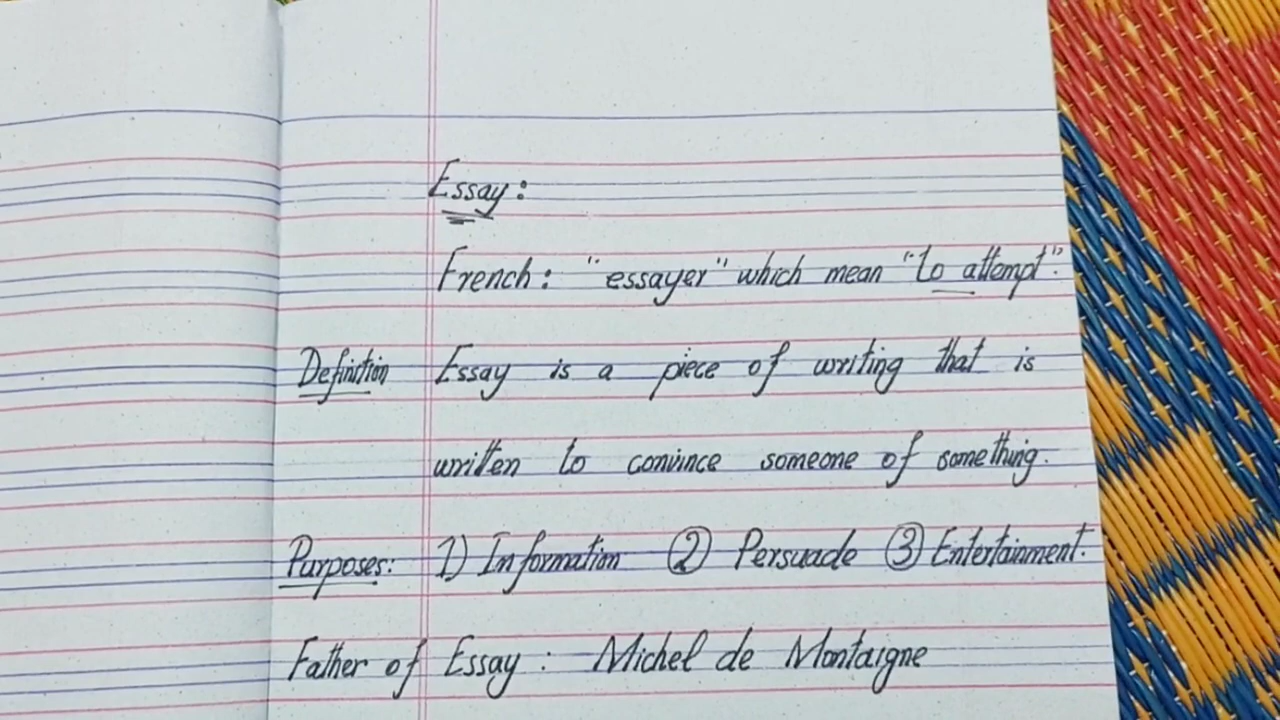 Essay:
French: "essayer" which mean "to attempt".
Definition Essay is a piece of writing that is
written to convince someone of something.
Purposes: 1) Information ② Persuade ③ Entertainment.
Father of Essay : Michel de Montaigne